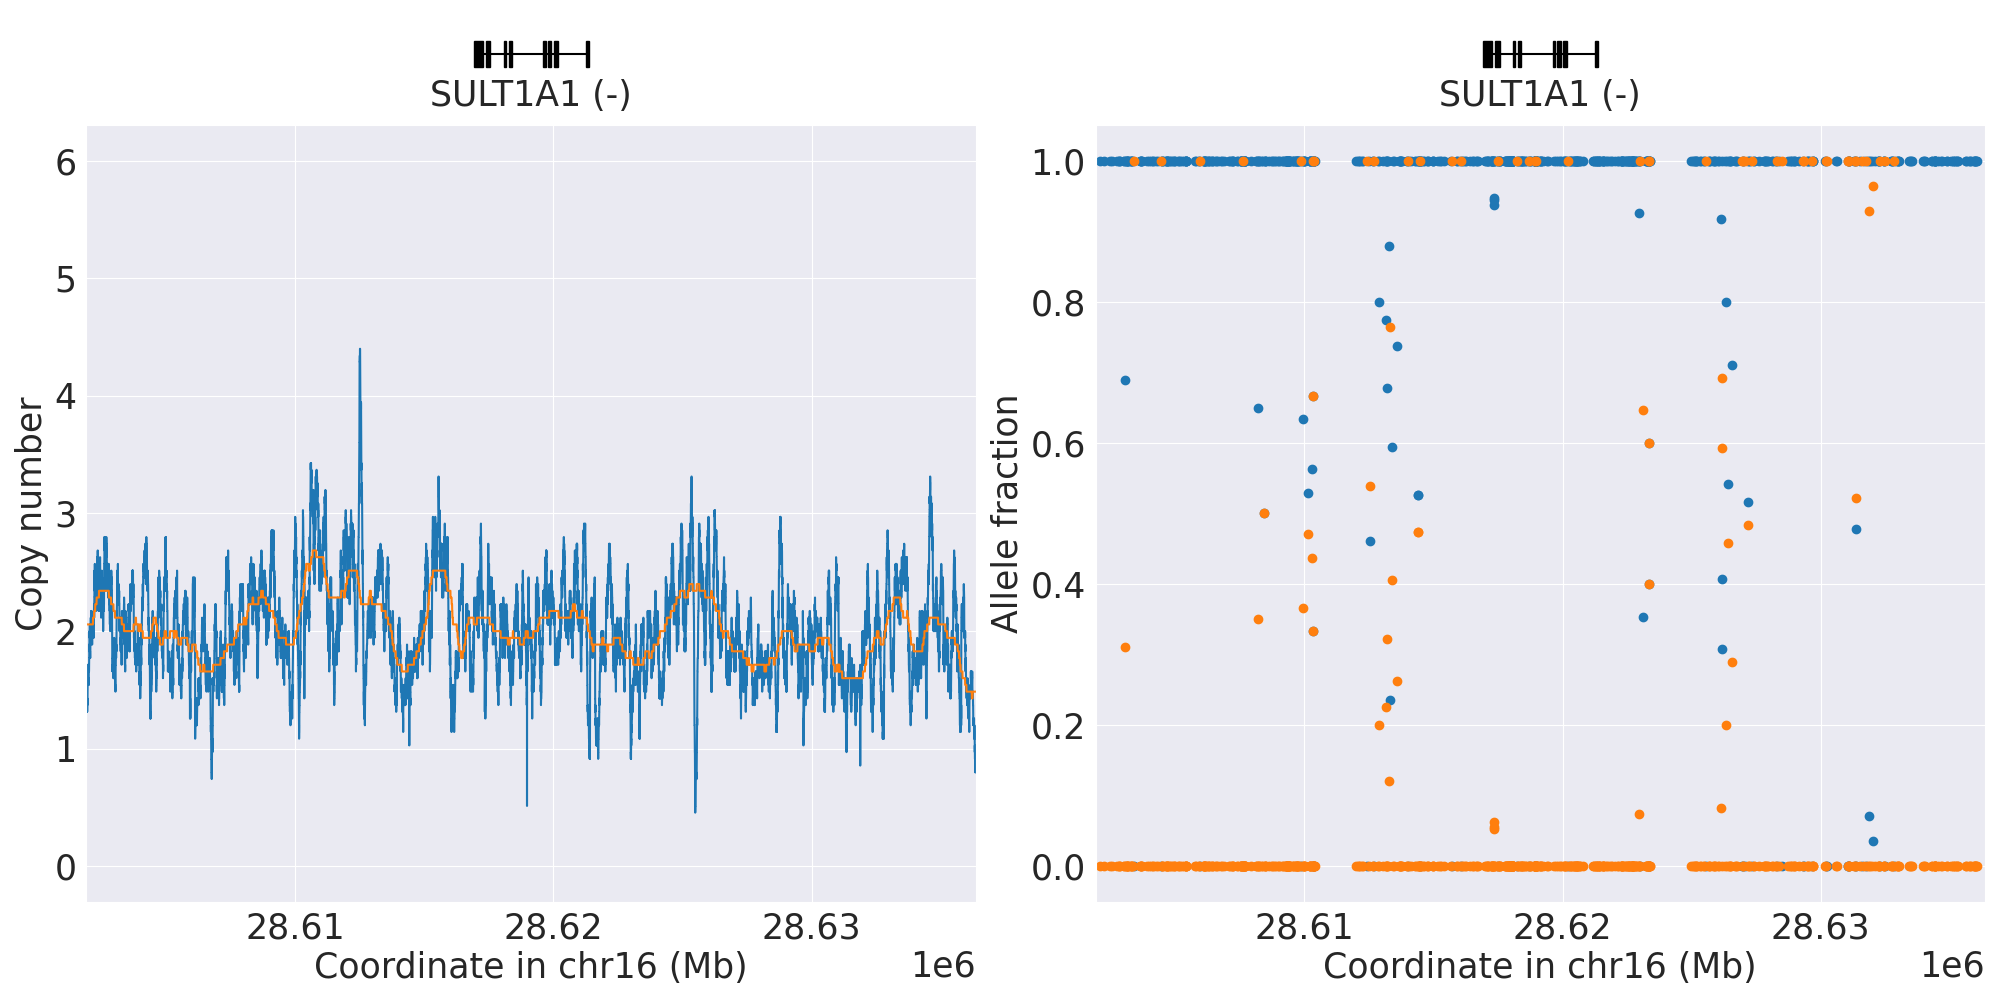 SULT1A1 (-)
6
5
4
3
2
1
0
Copy number
28.61
28.62
28.63
Coordinate in chr16 (Mb)
1e6
SULT1A1 (-)
1.0
0.8
0.6
0.4
0.2
0.0
Allele fraction
28.61
28.62
28.63
Coordinate in chr16 (Mb)
1e6